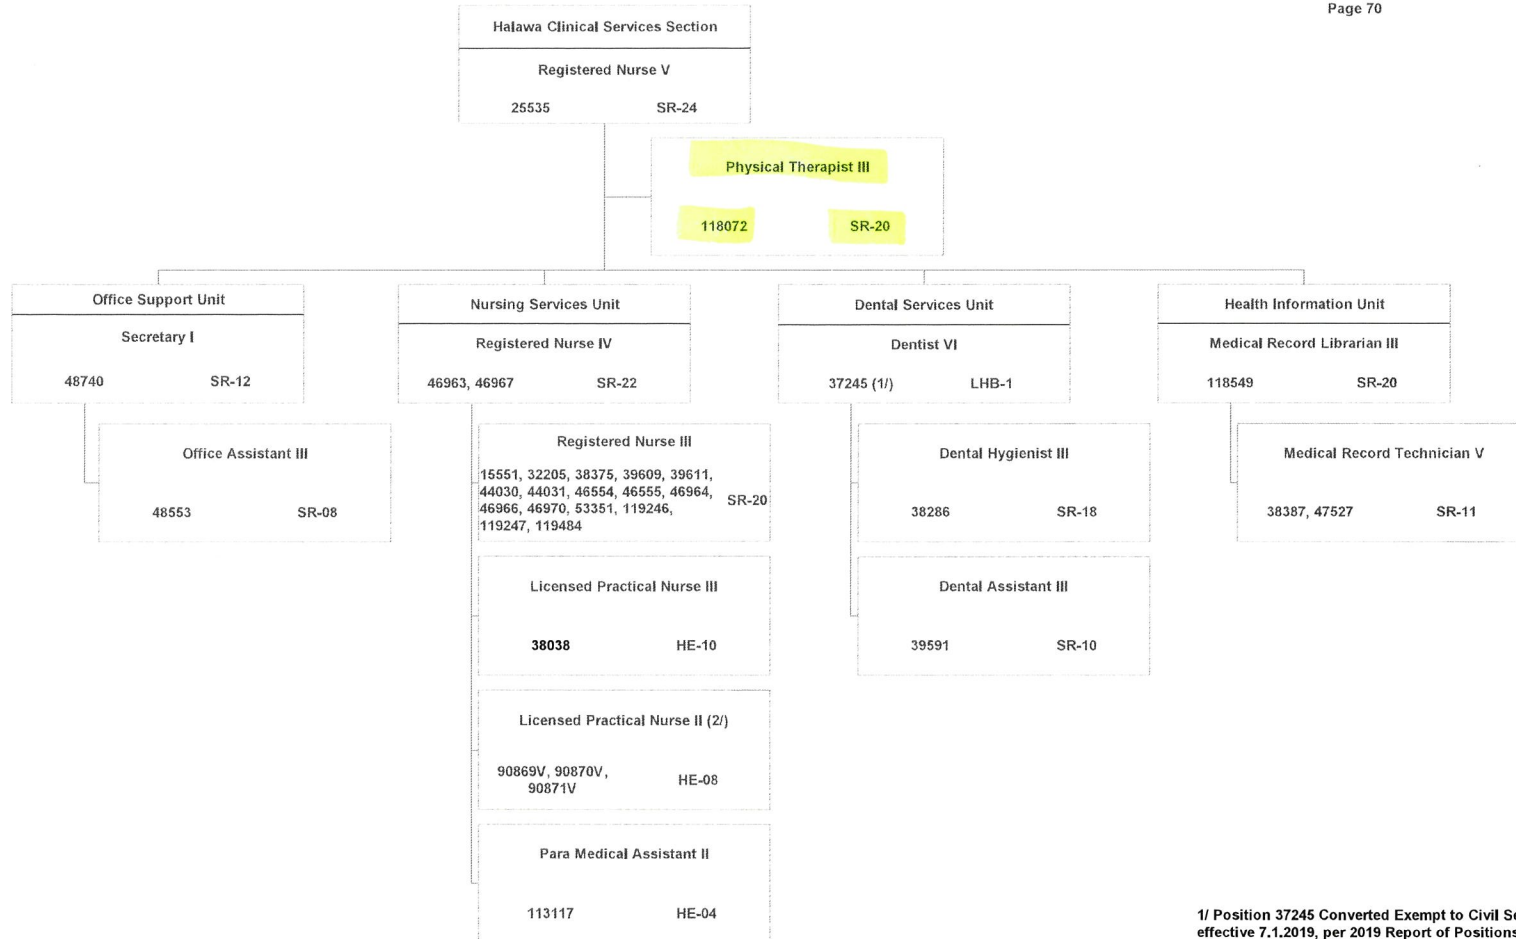 Page 70
Halawa Clinical Services Section
Registered Nurse V
25535 SR-24
Physical Therapist III
118072 SR-20
Office Support Unit
Secretary I
48740 SR-12
Office Assistant III
48553 SR-08
Nursing Services Unit
Registered Nurse IV
46963, 46967 SR-22
Registered Nurse III
15551, 32205, 38375, 39609, 39611,
44030, 44031, 46554, 46555, 46964,
46966, 46970, 53351, 119246,
119247, 119484
SR-20
Licensed Practical Nurse III
38038 HE-10
Licensed Practical Nurse II (2/)
90869V, 90870V,
90871V
HE-08
Para Medical Assistant II
113117 HE-04
Dental Services Unit
Dentist VI
37245 (1/) LHB-1
Dental Hygienist III
38286 SR-18
Dental Assistant III
39591 SR-10
Health Information Unit
Medical Record Librarian III
118549 SR-20
Medical Record Technician V
38387, 47527 SR-11
1/ Position 37245 Converted Exempt to Civil Se
effective 7.1.2019, per 2019 Report of Positions